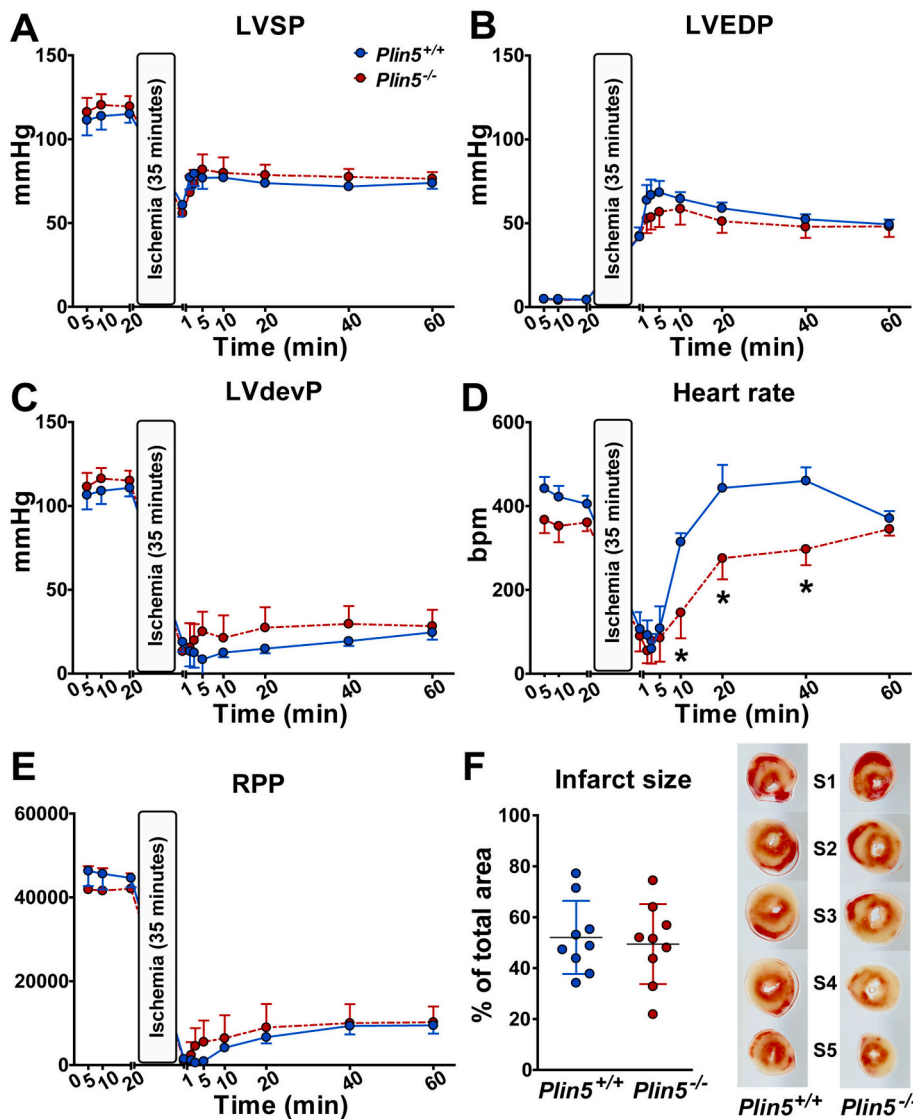 A
LVSP
Plin5+/+
Plin5-/-
mmHg
150
100
50
0
Ischemia (35 minutes)
0 5 10 20 1 5 10 20 40 60
Time (min)
B
LVEDP
mmHg
150
100
50
0
Ischemia (35 minutes)
0 5 10 20 1 5 10 20 40 60
Time (min)
C
LVdevP
mmHg
150
100
50
0
Ischemia (35 minutes)
0 5 10 20 1 5 10 20 40 60
Time (min)
D
Heart rate
bpm
600
400
200
0
Ischemia (35 minutes)
* * *
0 5 10 20 1 5 10 20 40 60
Time (min)
E
RPP
60000
40000
20000
0
Ischemia (35 minutes)
0 5 10 20 1 5 10 20 40 60
Time (min)
F
Infarct size
% of total area
100
80
60
40
20
0
Plin5+/+ Plin5-/-
S1
S2
S3
S4
S5
Plin5+/+ Plin5-/-